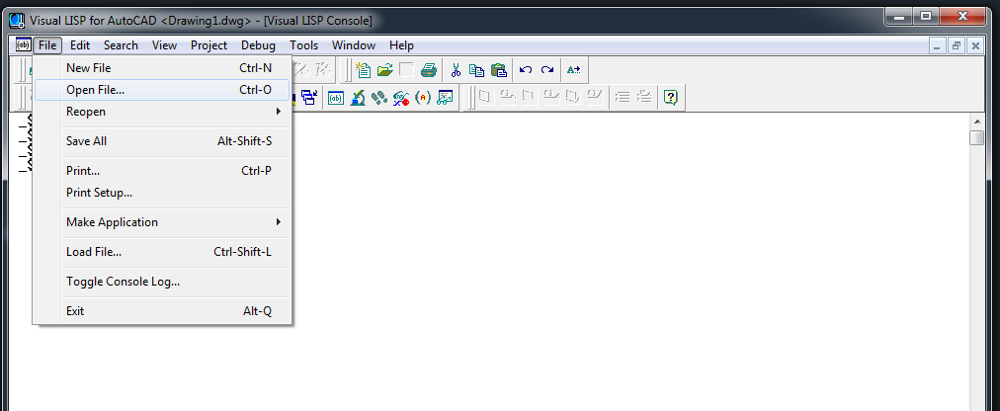 Visual LISP for AutoCAD <Drawing1.dwg> - [Visual LISP Console]
File Edit Search View Project Debug Tools Window Help
New File Ctrl-N
Open File... Ctrl-O
Reopen
Save All Alt-Shift-S
Print... Ctrl-P
Print Setup...
Make Application
Load File... Ctrl-Shift-L
Toggle Console Log...
Exit Alt-Q